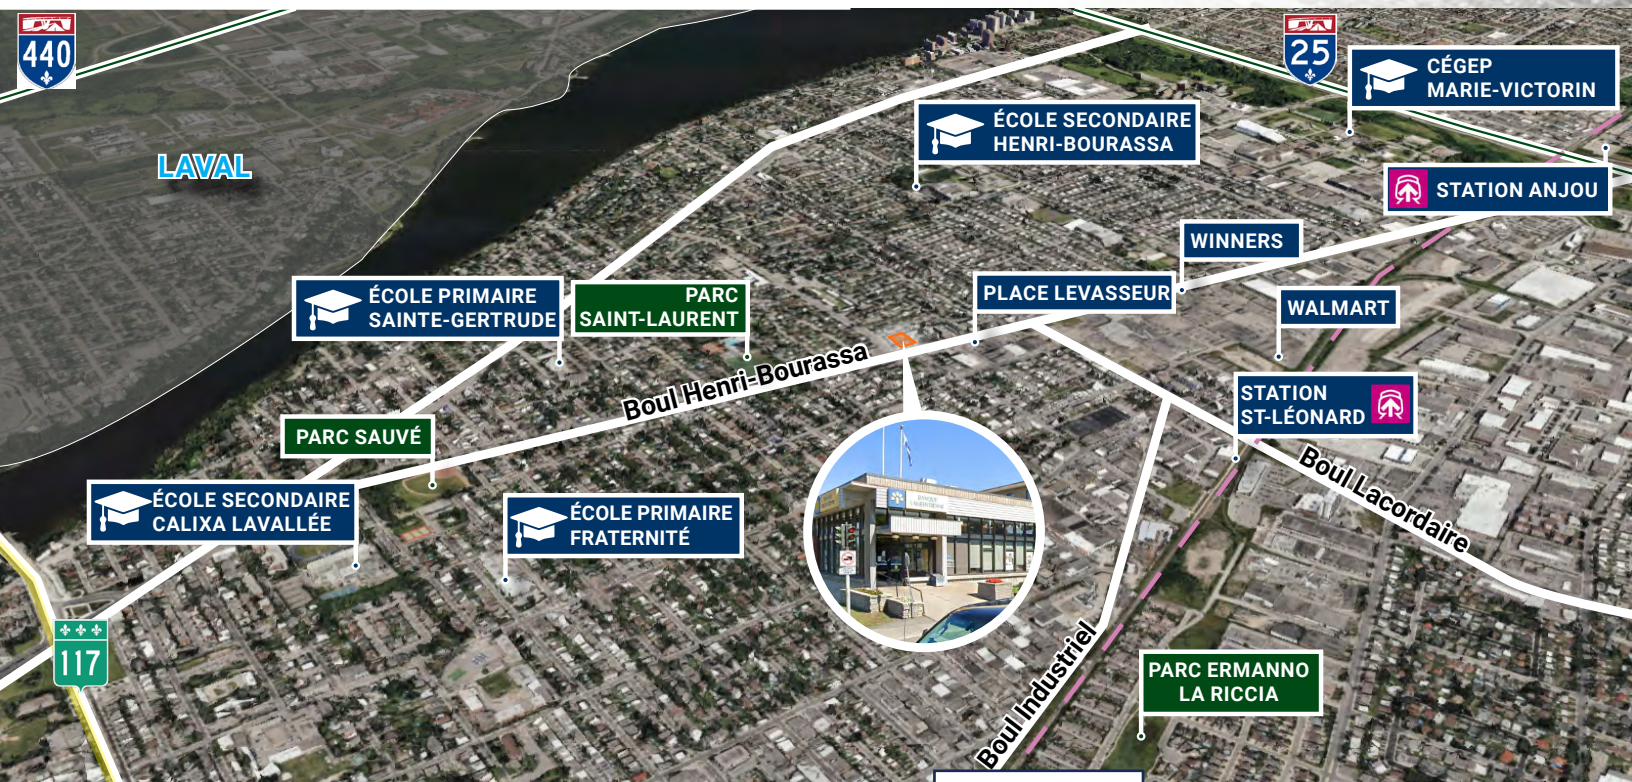 440
25
CÉGEP
MARIE-VICTORIN
ÉCOLE SECONDAIRE
HENRI-BOURASSA
LAVAL
STATION ANJOU
WINNERS
ÉCOLE PRIMAIRE
SAINTE-GERTRUDE
PARC
SAINT-LAURENT
PLACE LEVASSEUR
WALMART
Boul Henri-Bourassa
STATION
ST-LÉONARD
PARC SAUVÉ
Boul Lacordaire
ÉCOLE SECONDAIRE
CALIXA LAVALLÉE
ÉCOLE PRIMAIRE
FRATERNITÉ
BANQUE
LAURENTIENNE
117
Boul Industriel
PARC ERMANNO
LA RICCIA